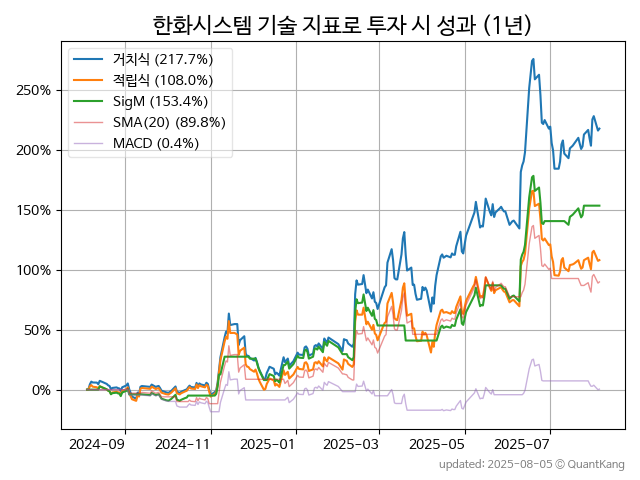 한화시스템 기술 지표로 투자 시 성과 (1년)
거치식 (217.7%)
적립식 (108.0%)
SigM (153.4%)
SMA(20) (89.8%)
MACD (0.4%)
250%
200%
150%
100%
50%
0%
2024-09 2024-11 2025-01 2025-03 2025-05 2025-07
updated: 2025-08-05 © QuantKang